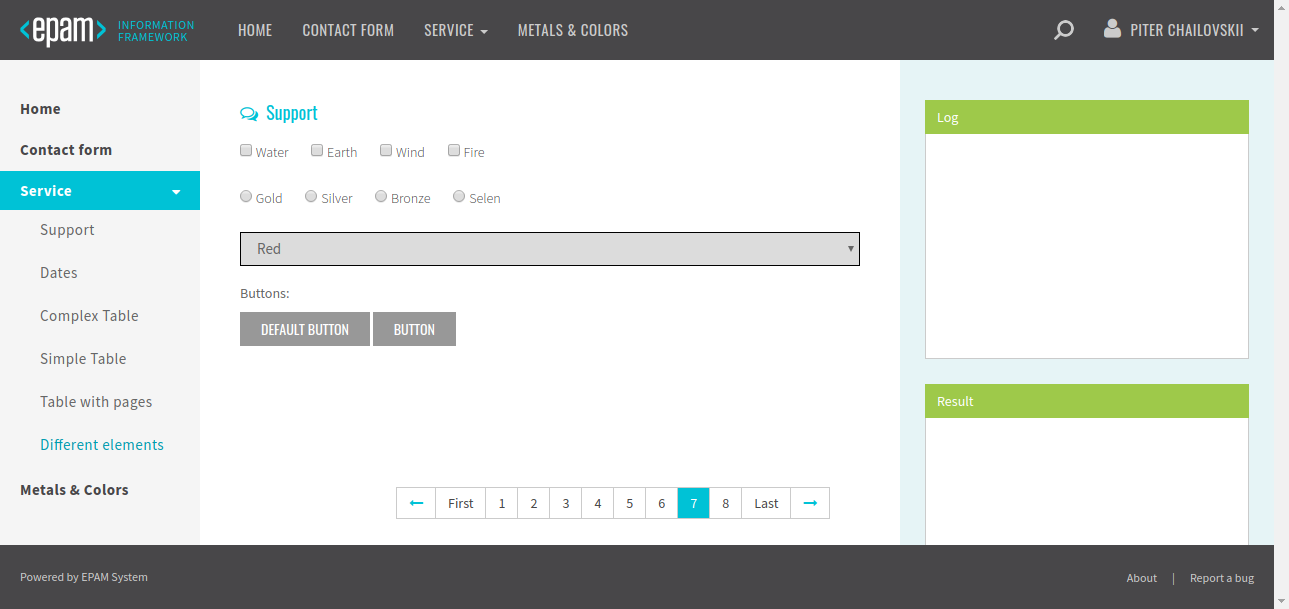 <epam> INFORMATION
FRAMEWORK
HOME CONTACT FORM SERVICE METALS & COLORS
PITER CHAILOVSKII
Home
Contact form
Service
Support
Dates
Complex Table
Simple Table
Table with pages
Different elements
Metals & Colors
Support
Water Earth Wind Fire
Gold Silver Bronze Selen
Red
Buttons:
DEFAULT BUTTON BUTTON
← First 1 2 3 4 5 6 7 8 Last →
Log
Result
Powered by EPAM System
About | Report a bug